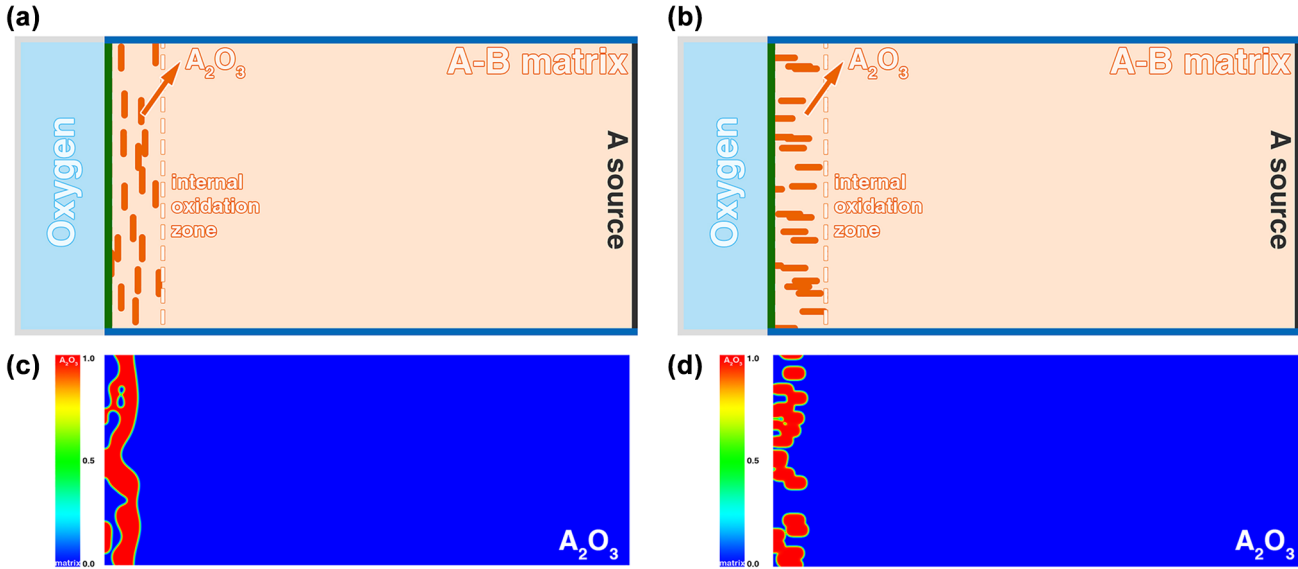 (a)
A₂O₃
A-B matrix
Oxygen
internal
oxidation
zone
A source
(b)
A₂O₃
A-B matrix
Oxygen
internal
oxidation
zone
A source
(c)
A₂O₃
1.0
0.5
matrix
0.0
A₂O₃
(d)
A₂O₃
1.0
0.5
matrix
0.0
A₂O₃